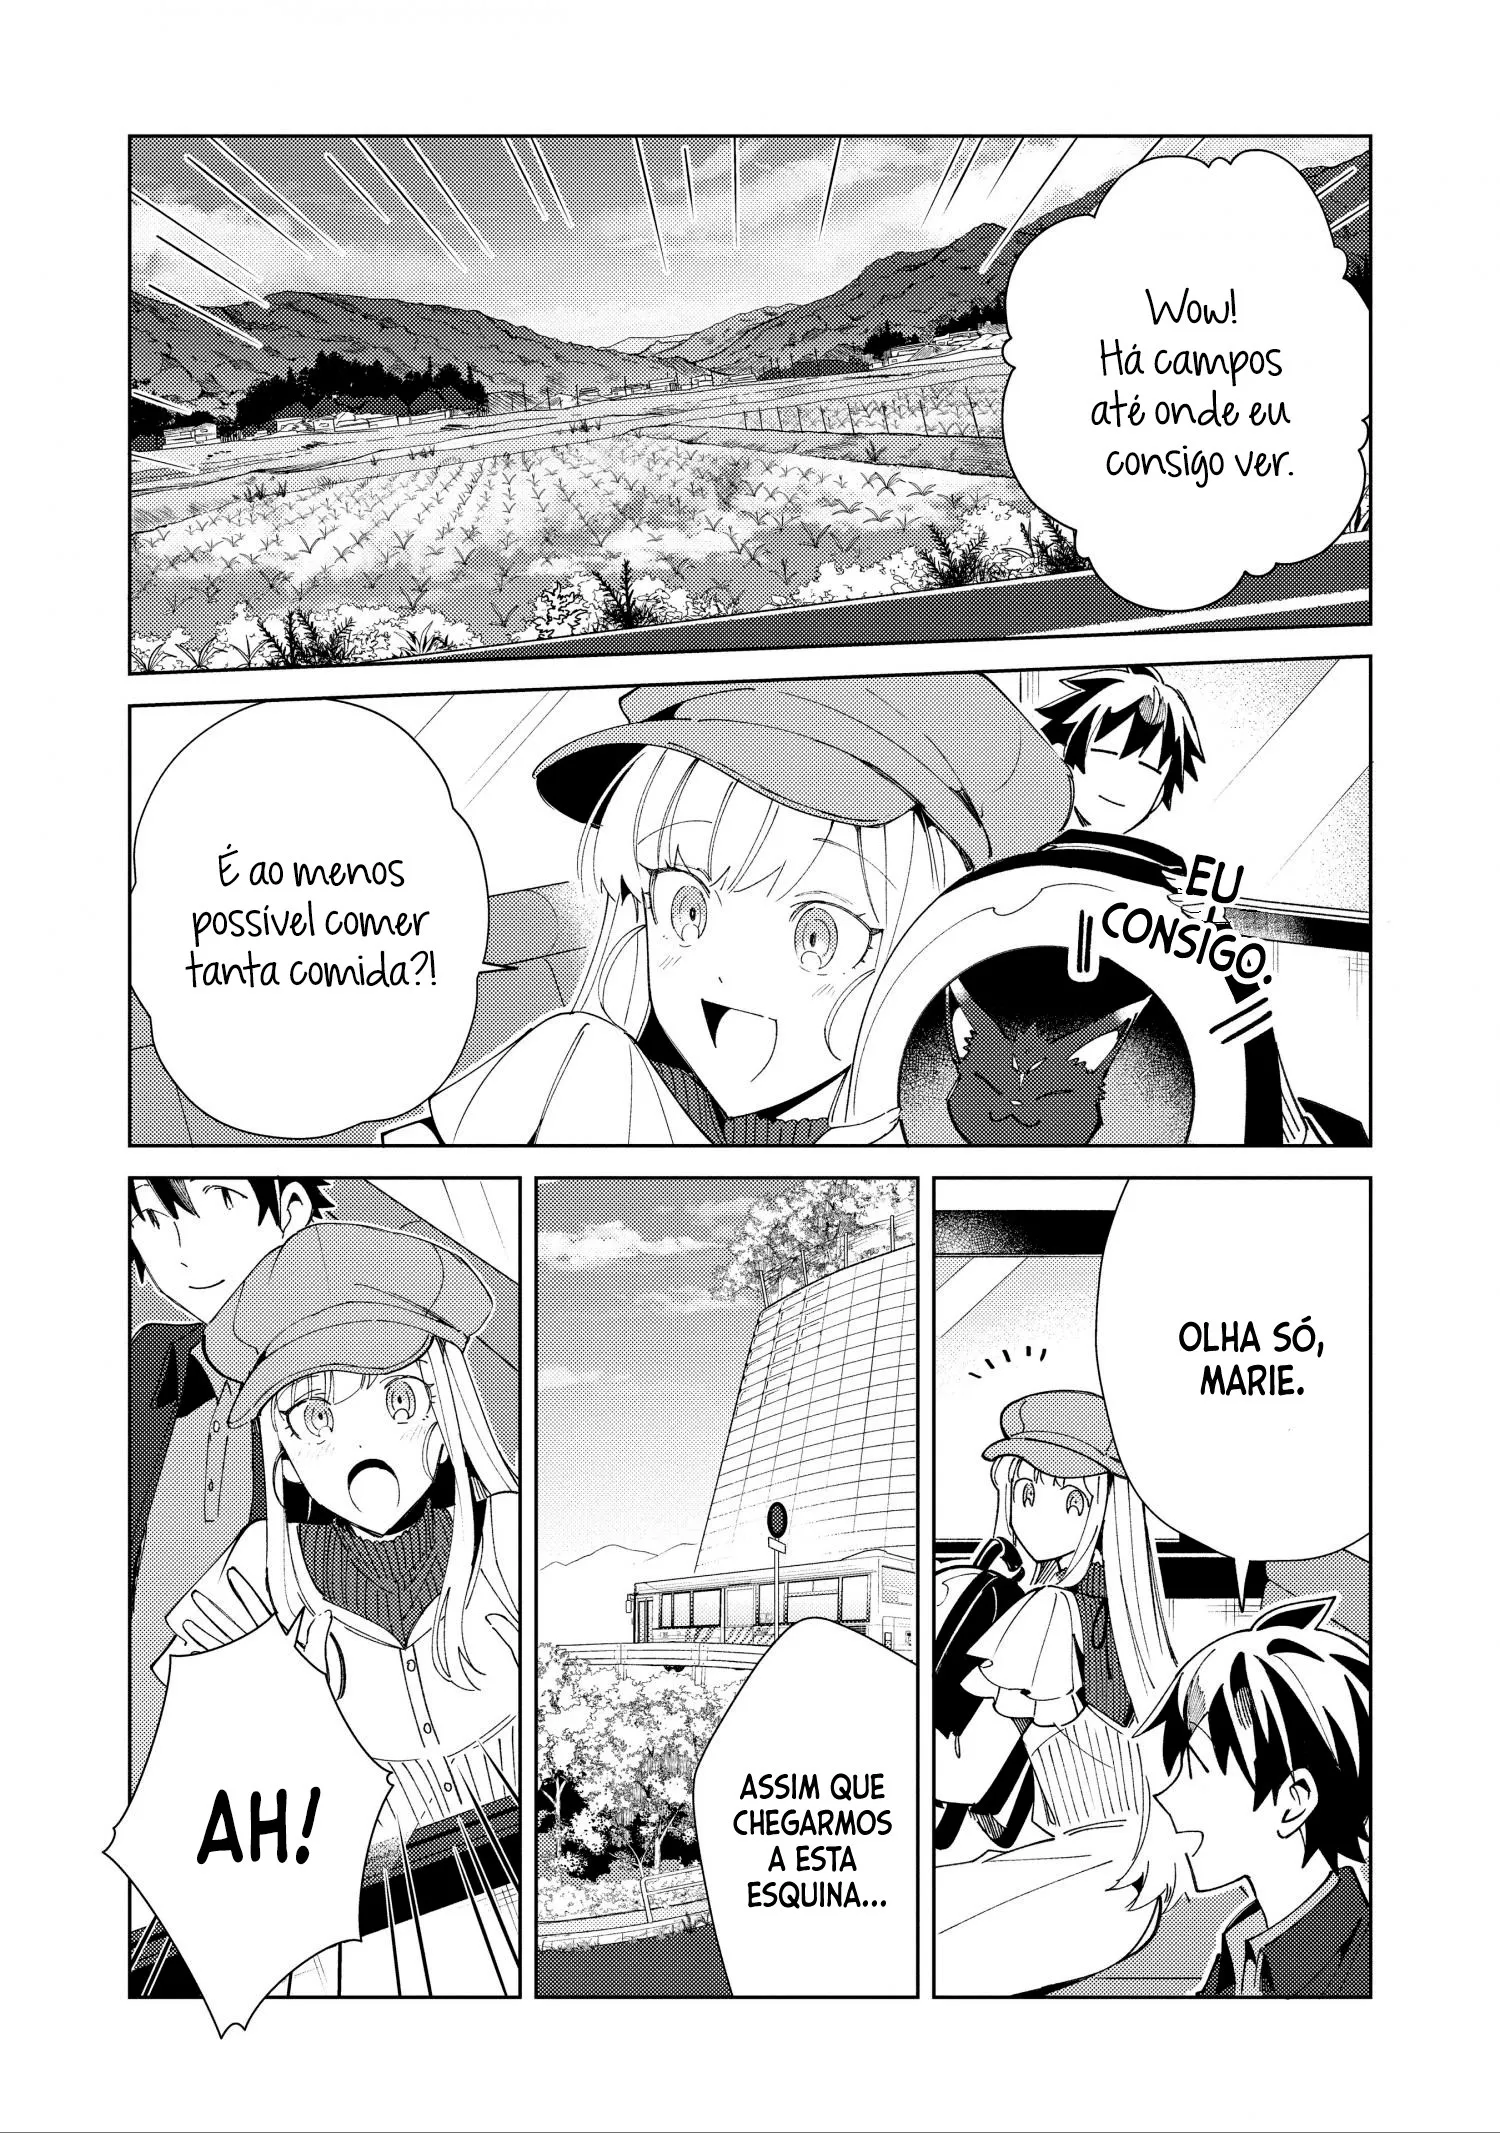 Wow!
Há campos
até onde eu
consigo ver.
É ao menos
possível comer
tanta comida?!
EU
CONSIGO.
OLHA SÓ,
MARIE.
ASSIM QUE
CHEGARMOS
A ESTA
ESQUINA...
AH!